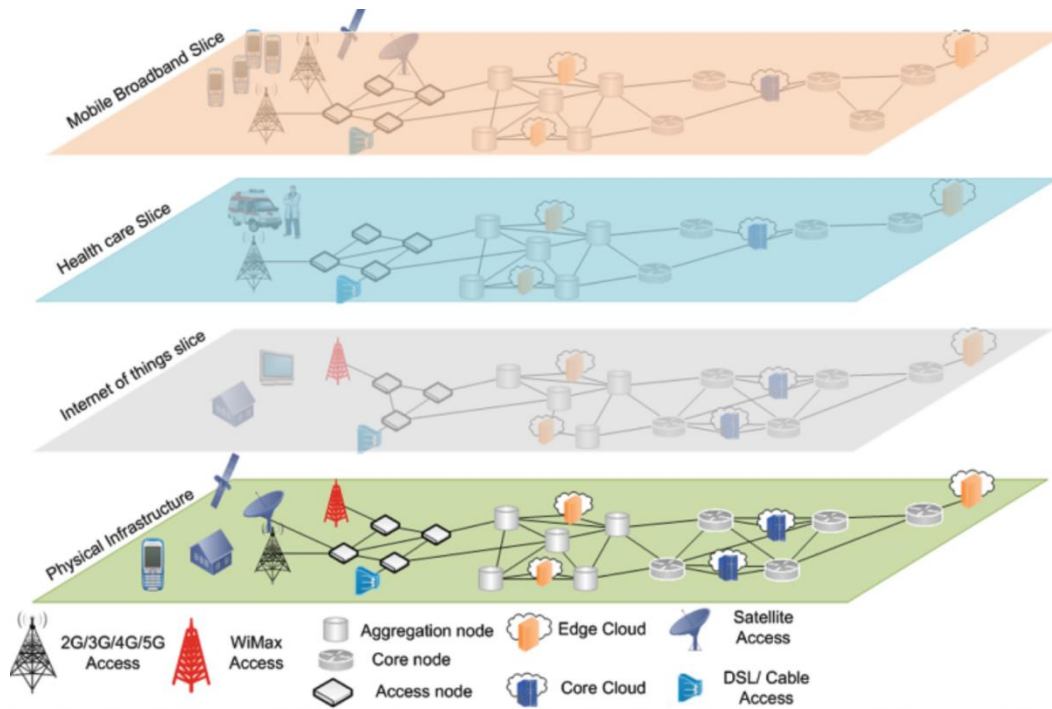 Mobile Broadband Slice
Health care Slice
Internet of things slice
Physical Infrastructure
2G/3G/4G/5G
Access
WiMax
Access
Aggregation node
Core node
Access node
Edge Cloud
Core Cloud
Satellite
Access
DSL/ Cable
Access